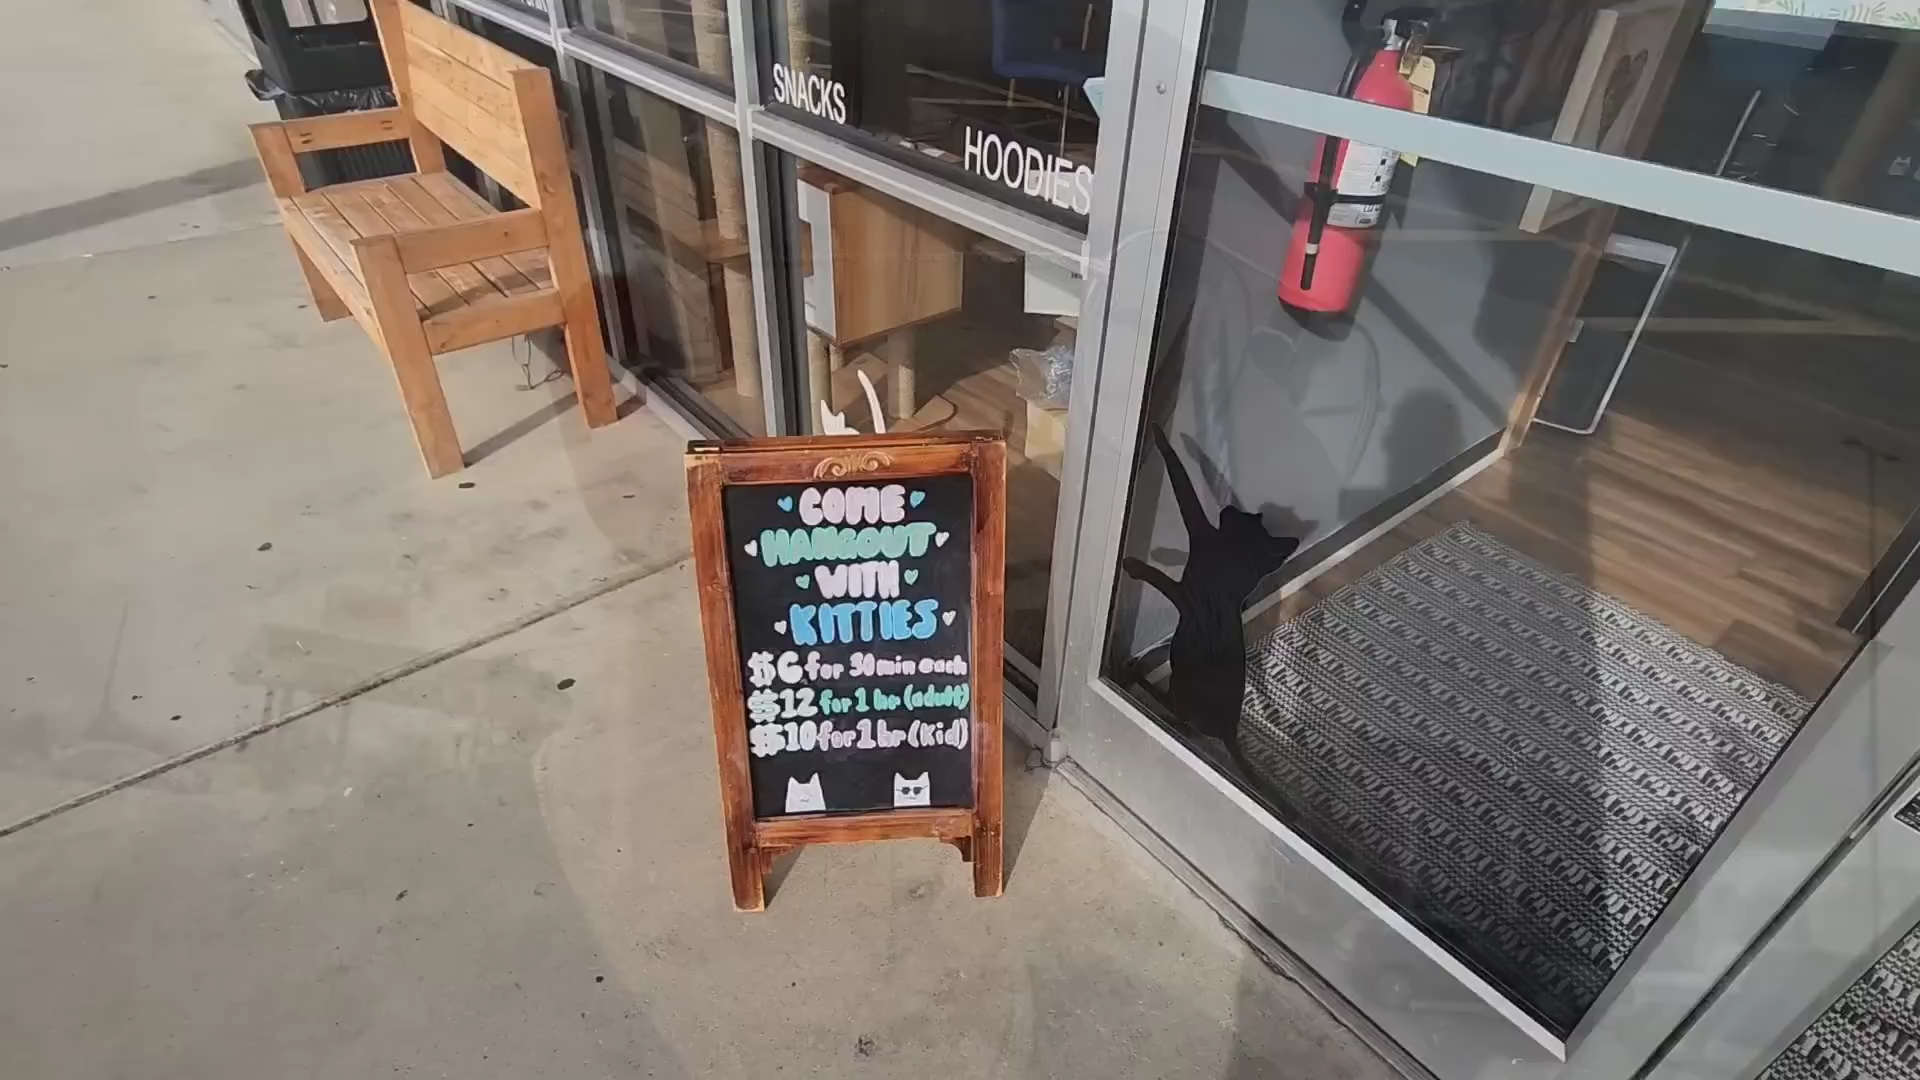 SNACKS
HOODIES
COME
HANGOUT
WITH
KITTIES
$6 for 30 min each
$12 for 1 hr (adult)
$10 for 1 hr (Kid)